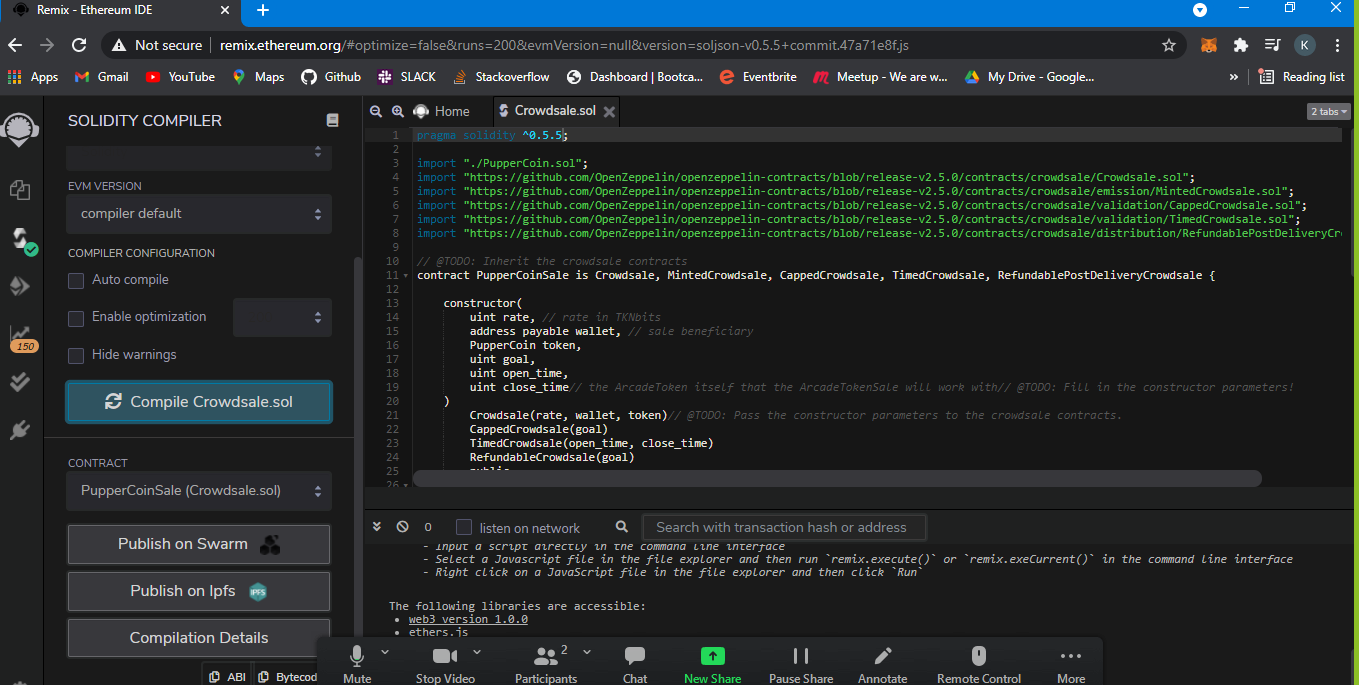 Remix - Ethereum IDE
Not secure | remix.ethereum.org/#optimize=false&runs=200&evmVersion=null&version=soljson-v0.5.5+commit.47a71e8f.js
K
Apps Gmail YouTube Maps Github SLACK Stackoverflow Dashboard | Bootca... Eventbrite Meetup - We are w... My Drive - Google... » Reading list
SOLIDITY COMPILER
Home Crowdsale.sol 2 tabs
EVM VERSION
compiler default
COMPILER CONFIGURATION
Auto compile
Enable optimization
Hide warnings
150
Compile Crowdsale.sol
CONTRACT
PupperCoinSale (Crowdsale.sol)
Publish on Swarm
Publish on Ipfs
IPFS
Compilation Details
ABI Bytecod
1 pragma solidity ^0.5.5;
2
3 import "./PupperCoin.sol";
4 import "https://github.com/OpenZeppelin/openzeppelin-contracts/blob/release-v2.5.0/contracts/crowdsale/Crowdsale.sol";
5 import "https://github.com/OpenZeppelin/openzeppelin-contracts/blob/release-v2.5.0/contracts/crowdsale/emission/MintedCrowdsale.sol";
6 import "https://github.com/OpenZeppelin/openzeppelin-contracts/blob/release-v2.5.0/contracts/crowdsale/validation/CappedCrowdsale.sol";
7 import "https://github.com/OpenZeppelin/openzeppelin-contracts/blob/release-v2.5.0/contracts/crowdsale/validation/TimedCrowdsale.sol";
8 import "https://github.com/OpenZeppelin/openzeppelin-contracts/blob/release-v2.5.0/contracts/crowdsale/distribution/RefundablePostDeliveryCro
9
10 // @TODO: Inherit the crowdsale contracts
11 contract PupperCoinSale is Crowdsale, MintedCrowdsale, CappedCrowdsale, TimedCrowdsale, RefundablePostDeliveryCrowdsale {
12
13 constructor(
14 uint rate, // rate in TKNbits
15 address payable wallet, // sale beneficiary
16 PupperCoin token,
17 uint goal,
18 uint open_time,
19 uint close_time// the ArcadeToken itself that the ArcadeTokenSale will work with// @TODO: Fill in the constructor parameters!
20 )
21 Crowdsale(rate, wallet, token)// @TODO: Pass the constructor parameters to the crowdsale contracts.
22 CappedCrowdsale(goal)
23 TimedCrowdsale(open_time, close_time)
24 RefundableCrowdsale(goal)
25 public
26
0 listen on network Search with transaction hash or address
- Input a script directly in the command line interface
- Select a Javascript file in the file explorer and then run `remix.execute()` or `remix.exeCurrent()` in the command line interface
- Right click on a JavaScript file in the file explorer and then click `Run`
The following libraries are accessible:
• web3 version 1.0.0
• ethers.js
2
Mute Stop Video Participants Chat New Share Pause Share Annotate Remote Control More